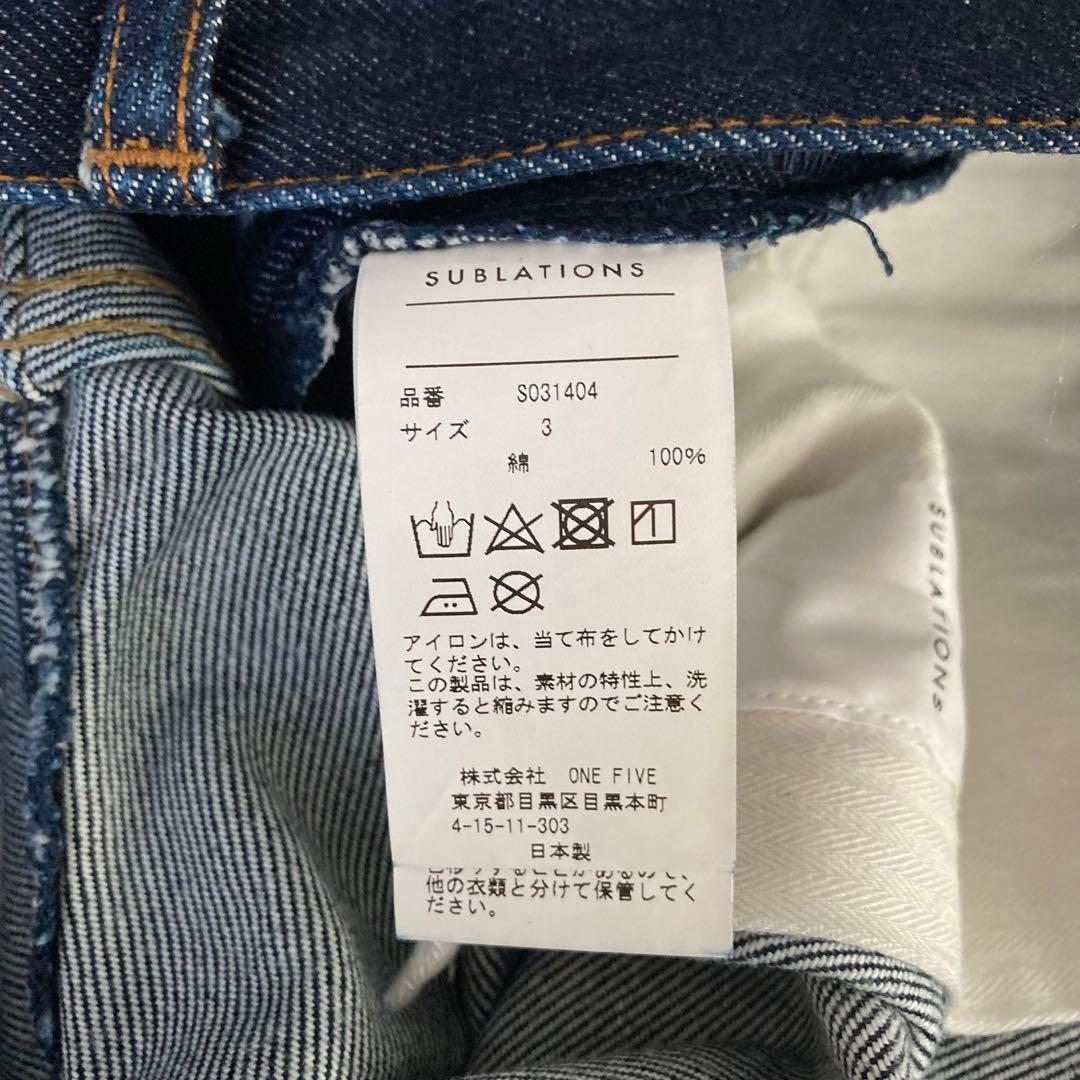 SUBLATIONS
品番 S031404
サイズ 3
綿 100%
アイロンは、当て布をしてかけ
てください。
この製品は、素材の特性上、洗
濯すると縮みますのでご注意く
ださい。
株式会社 ONE FIVE
東京都目黒区目黒本町
4-15-11-303
日本製
他の衣類と分けて保管してく
ださい。
SUBLATIONS